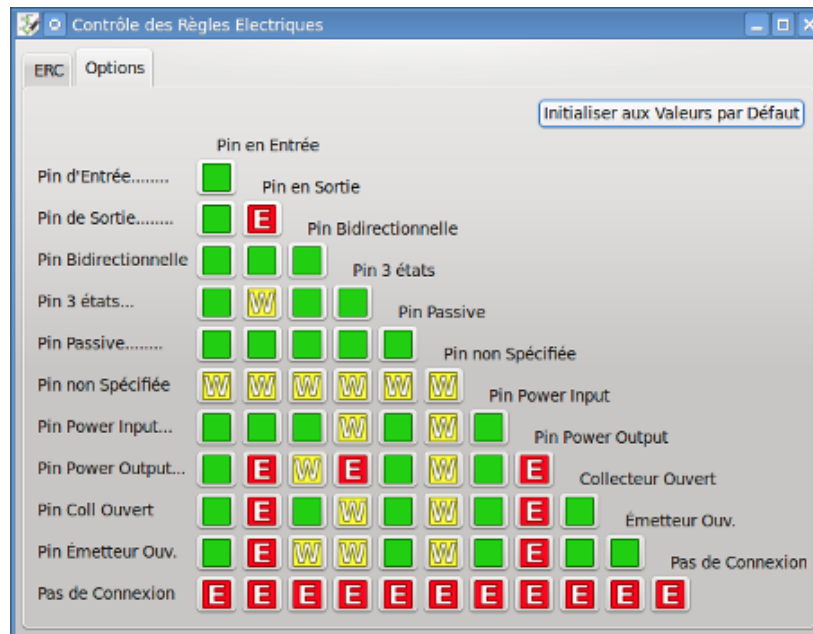 Contrôle des Règles Electriques
ERC Options
Initialiser aux Valeurs par Défaut
Pin en Entrée
Pin d'Entrée........
Pin en Sortie
Pin de Sortie........ E
Pin Bidirectionnelle
Pin Bidirectionnelle
Pin 3 états
Pin 3 états... W
Pin Passive
Pin Passive........
Pin non Spécifiée
Pin non Spécifiée W W W W W W
Pin Power Input
Pin Power Input... W W
Pin Power Output
Pin Power Output... E W E W E
Collecteur Ouvert
Pin Coll Ouvert E W W E
Émetteur Ouv.
Pin Émetteur Ouv. E W W W E
Pas de Connexion
Pas de Connexion E E E E E E E E E E E